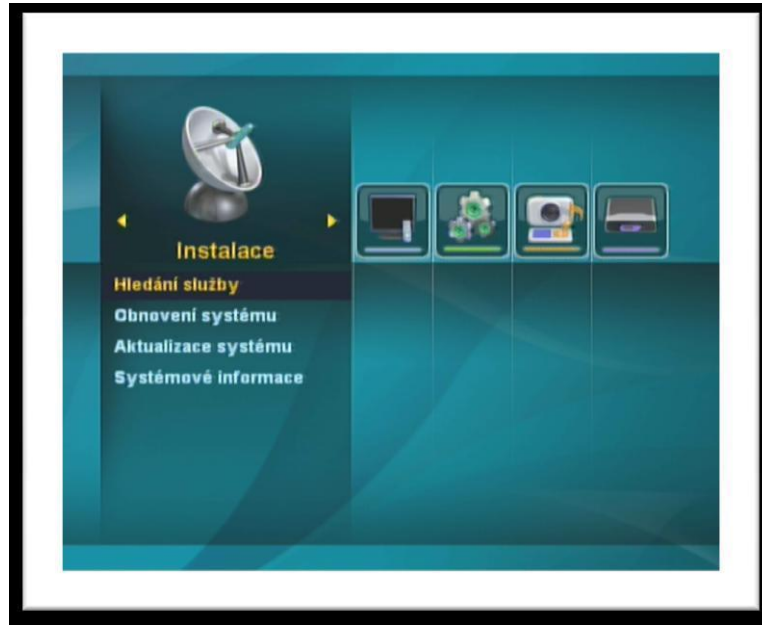 Instalace
Hledání služby
Obnovení systému
Aktualizace systému
Systémové informace